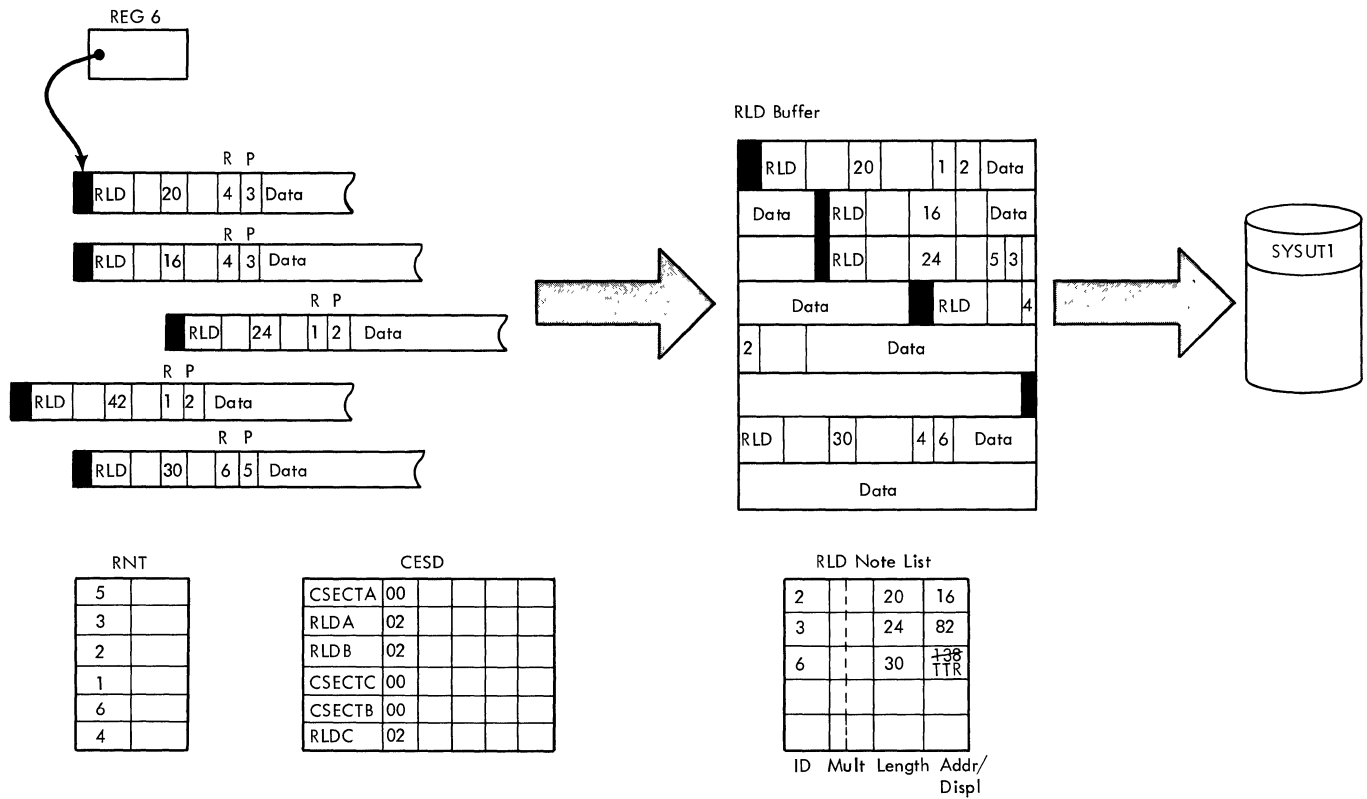 REG 6
R P
RLD 20 4 3 Data
R P
RLD 16 4 3 Data
R P
RLD 24 1 2 Data
R P
RLD 42 1 2 Data
R P
RLD 30 6 5 Data
RLD Buffer
RLD 20 1 2 Data
Data RLD 16 Data
RLD 24 5 3
Data RLD 4
2 Data
RLD 30 4 6 Data
Data
SYSUT1
RNT
5
3
2
1
6
4
CESD
CSECTA 00
RLDA 02
RLDB 02
CSECTC 00
CSECTB 00
RLDC 02
RLD Note List
2 20 16
3 24 82
6 30 138
TTR
ID Mult Length Addr/
Displ